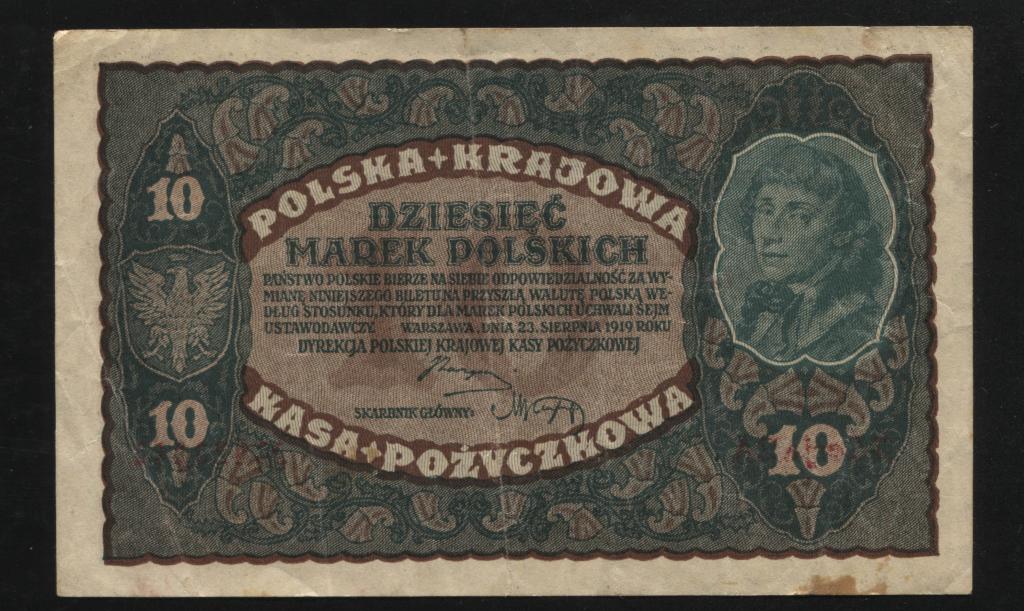 POLSKA + KRAJOWA
10
DZIESIĘĆ
MAREK POLSKICH
PAŃSTWO POLSKIE BIERZE NA SIEBIE ODPOWIEDZIALNOŚĆ ZA WY-
MIANĘ NINIEJSZEGO BILETU NA PRZYSZŁĄ WALUTĘ POLSKĄ WE-
DŁUG STOSUNKU, KTÓRY DLA MAREK POLSKICH UCHWALI SEJM
USTAWODAWCZY. WARSZAWA, DNIA 23. SIERPNIA 1919 ROKU
DYREKCJA POLSKIEJ KRAJOWEJ KASY POŻYCZKOWEJ
SKARBNIK GŁÓWNY:
10
10
KASA + POŻYCZKOWA